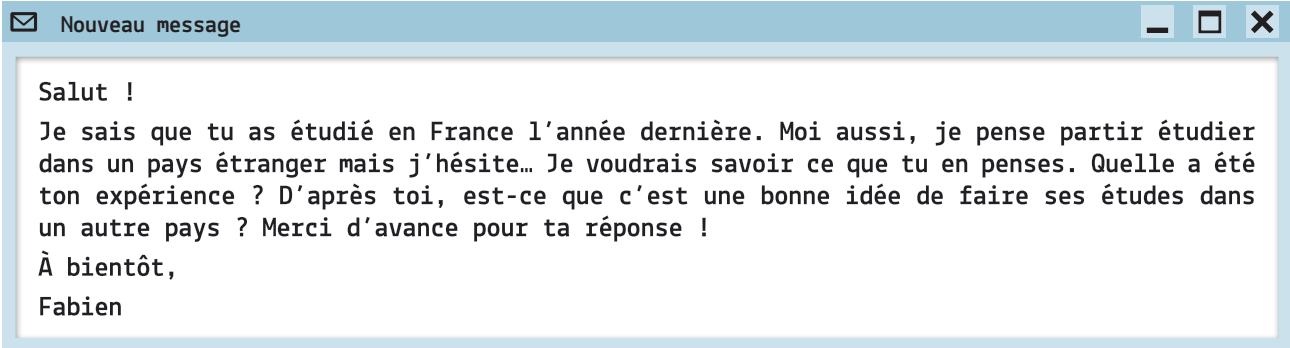 Nouveau message
Salut !
Je sais que tu as étudié en France l’année dernière. Moi aussi, je pense partir étudier
dans un pays étranger mais j’hésite… Je voudrais savoir ce que tu en penses. Quelle a été
ton expérience ? D’après toi, est-ce que c’est une bonne idée de faire ses études dans
un autre pays ? Merci d’avance pour ta réponse !
À bientôt,
Fabien